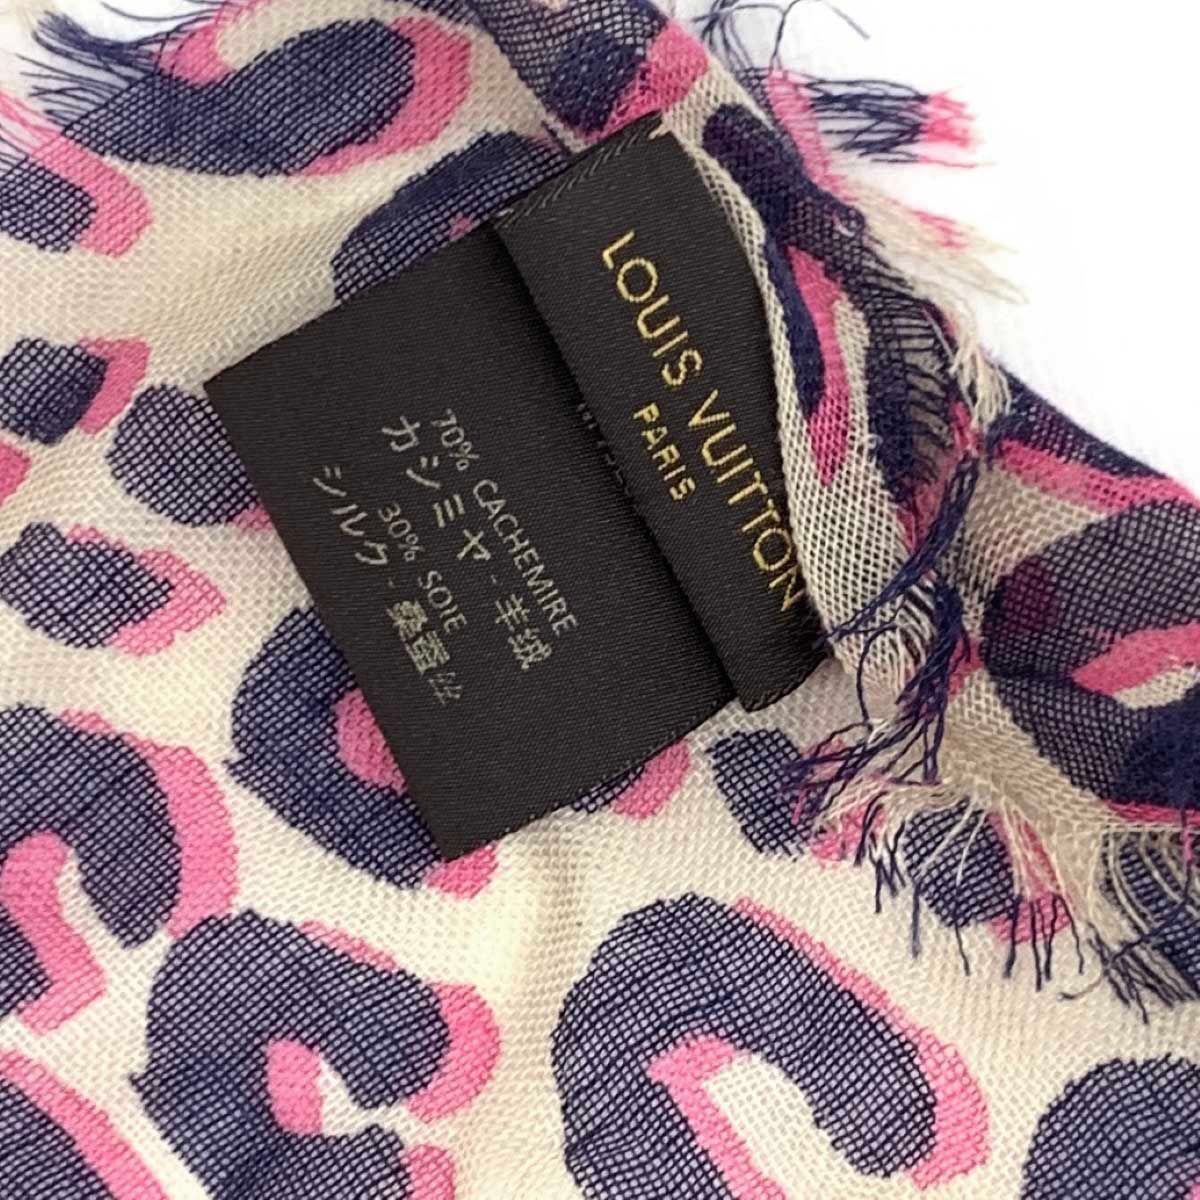 LOUIS VUITTON
PARIS
70% CACHEMIRE
カシミヤ - 羊绒
30% SOIE
シルク - 桑蚕丝